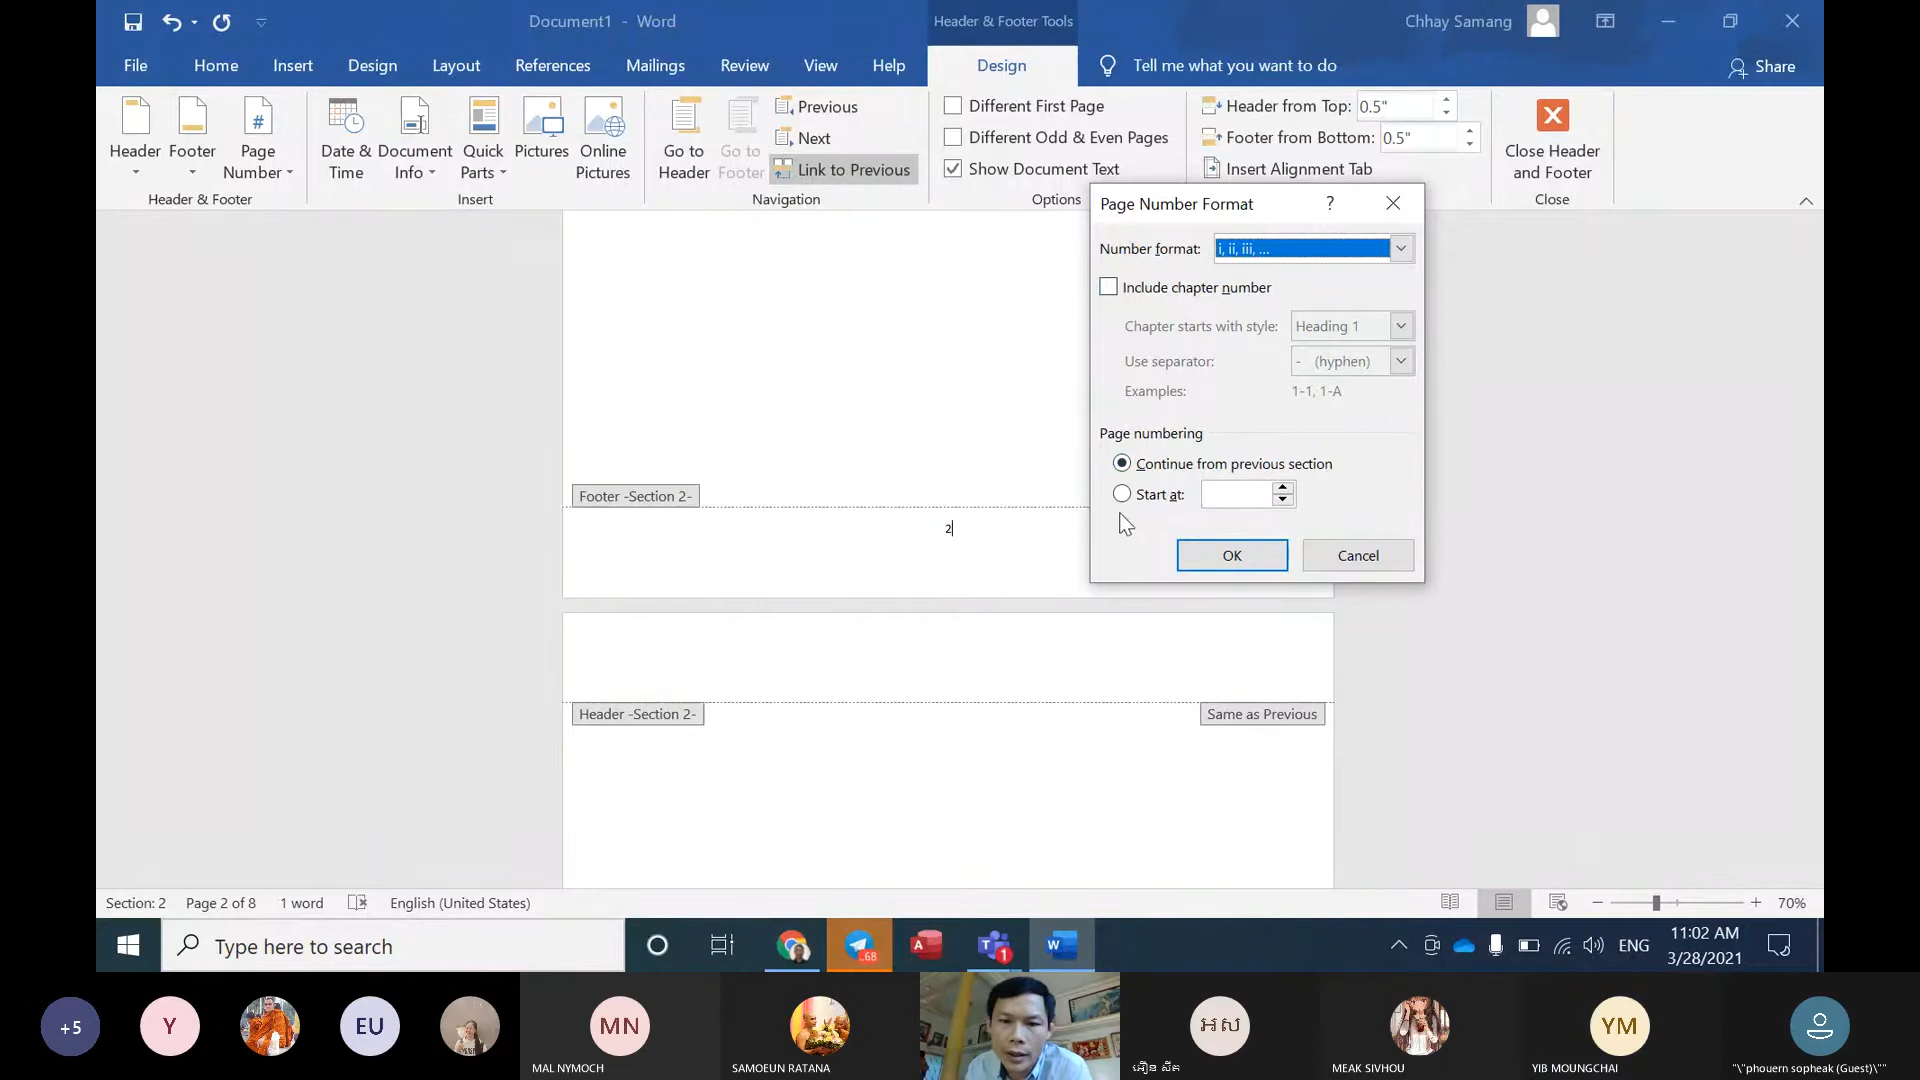 Document1 - Word
Header & Footer Tools
Chhay Samang
File Home Insert Design Layout References Mailings Review View Help Design Tell me what you want to do Share
Header
Footer
Page Number
Header & Footer
Date & Time
Document Info
Quick Parts
Pictures
Online Pictures
Insert
Go to Header
Go to Footer
Previous
Next
Link to Previous
Navigation
Different First Page
Different Odd & Even Pages
Show Document Text
Options
Header from Top: 0.5"
Footer from Bottom: 0.5"
Insert Alignment Tab
Close Header and Footer
Close
Page Number Format ?
Number format: i, ii, iii, ...
Include chapter number
Chapter starts with style: Heading 1
Use separator: - (hyphen)
Examples: 1-1, 1-A
Page numbering
Continue from previous section
Start at:
OK Cancel
Footer -Section 2-
2
Header -Section 2- Same as Previous
Section: 2 Page 2 of 8 1 word English (United States) 70%
Type here to search
68
A
T
1
W
ENG
11:02 AM
3/28/2021
+5
Y
EU
MN
MAL NYMOCH
SAMOEUN RATANA
អស
អឿន សីត
MEAK SIVHOU
YM
YIB MOUNGCHAI
"\"phouern sopheak (Guest)\""